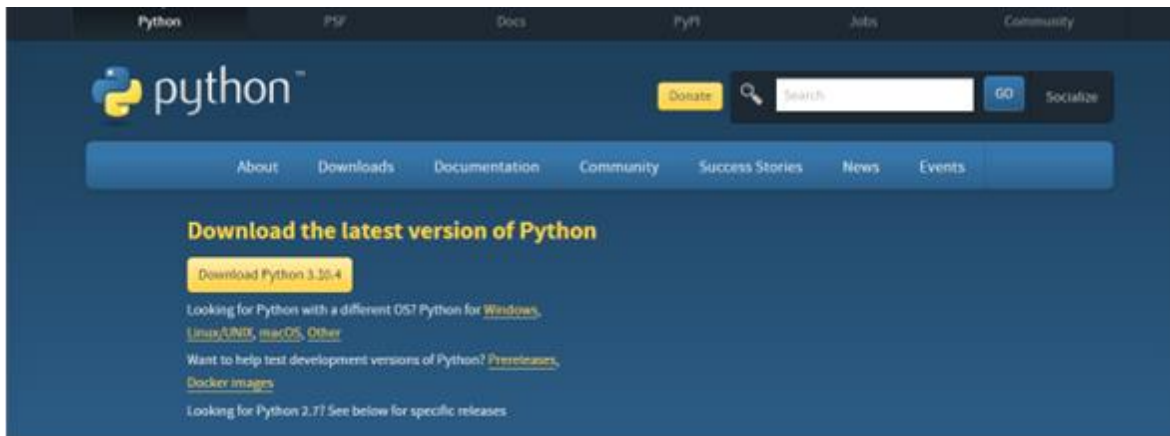 Python PSF Docs PyPI Jobs Community
python™
Donate Search GO Socialize
About Downloads Documentation Community Success Stories News Events
Download the latest version of Python
Download Python 3.10.4
Looking for Python with a different OS? Python for Windows,
Linux/UNIX, macOS, Other
Want to help test development versions of Python? Prereleases,
Docker images
Looking for Python 2.7? See below for specific releases